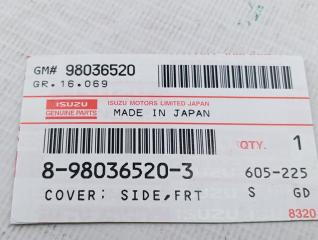 GM# 98036520
GR.16.069
ISUZU
GENUINE PARTS
ISUZU MOTORS LIMITED JAPAN
MADE IN JAPAN
QTY. 1
8-98036520-3 605-225
COVER; SIDE,FRT S GD
8320